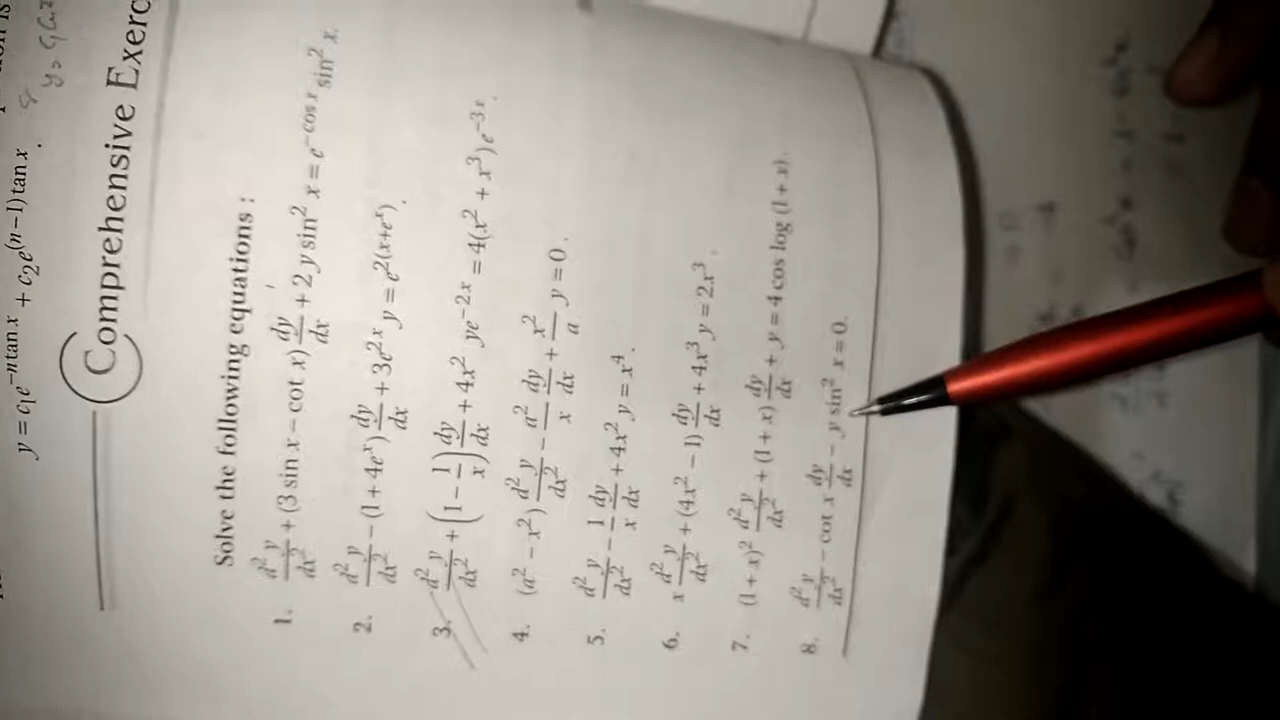 y = c₁e^{-n tan x} + c₂e^{(n-1) tan x}.
Comprehensive Exerc
Solve the following equations :
1. d²y/dx² + (3 sin x − cot x) dy/dx + 2 y sin² x = e^{−cos x} sin² x.
2. d²y/dx² − (1 + 4e^x) dy/dx + 3e^{2x} y = e^{2(x+e^x)}.
3. d²y/dx² + (1 − 1/x) dy/dx + 4x² ye^{−2x} = 4(x² + x³) e^{−3x}.
4. (a² − x²) d²y/dx² − a²/x dy/dx + x²/a y = 0.
5. d²y/dx² − 1/x dy/dx + 4x² y = x⁴.
6. x d²y/dx² + (4x² − 1) dy/dx + 4x³ y = 2x³.
7. (1 + x)² d²y/dx² + (1 + x) dy/dx + y = 4 cos log (1 + x).
8. d²y/dx² − cot x dy/dx − y sin² x = 0.